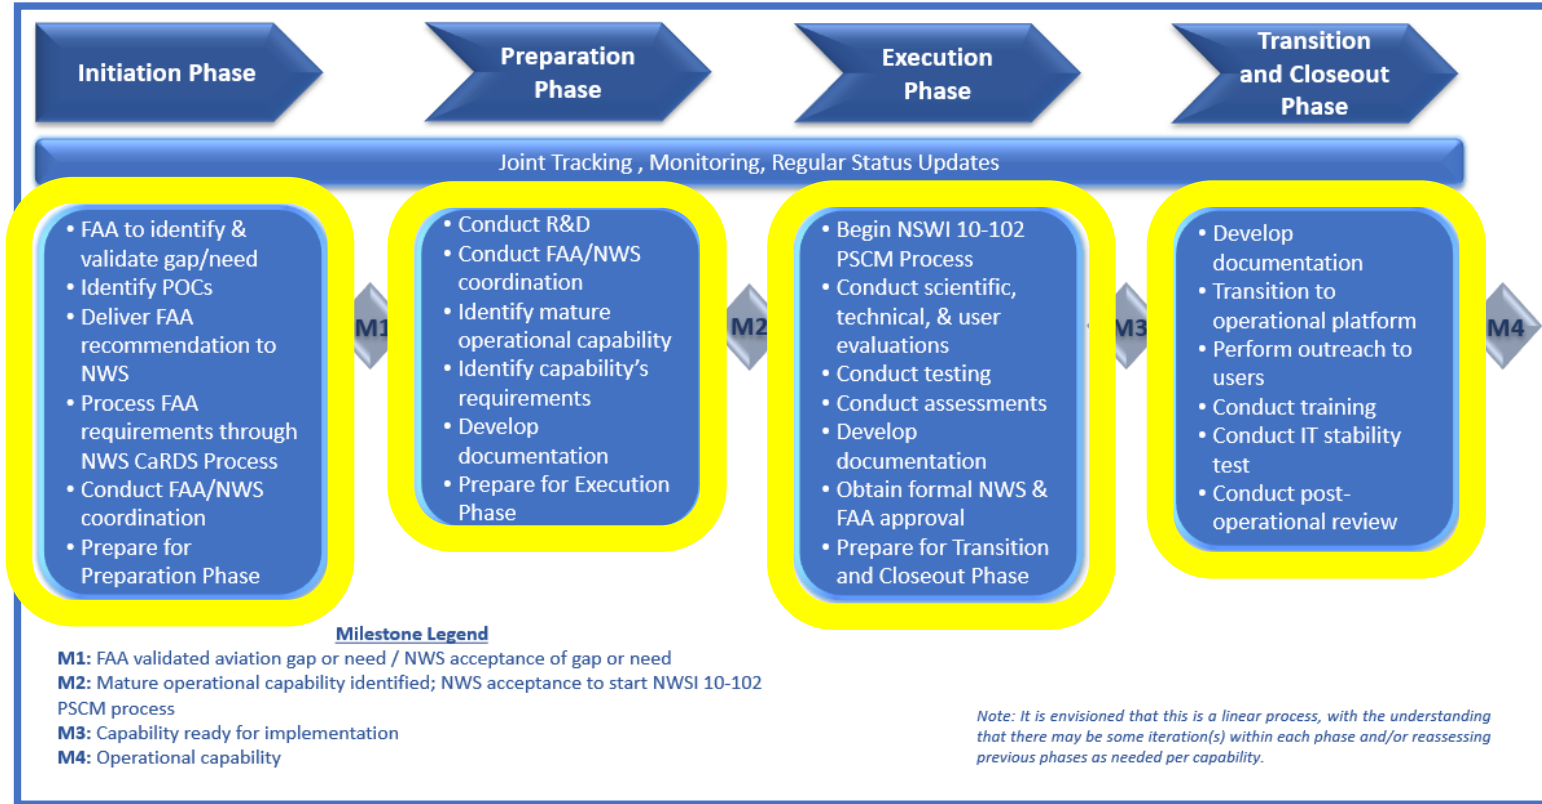 Initiation Phase
Preparation
Phase
Execution
Phase
Transition
and Closeout
Phase
Joint Tracking , Monitoring, Regular Status Updates
• FAA to identify &
validate gap/need
• Identify POCs
• Deliver FAA
recommendation to
NWS
• Process FAA
requirements through
NWS CaRDS Process
• Conduct FAA/NWS
coordination
• Prepare for
Preparation Phase
M1
• Conduct R&D
• Conduct FAA/NWS
coordination
• Identify mature
operational capability
• Identify capability’s
requirements
• Develop
documentation
• Prepare for Execution
Phase
M2
• Begin NSWI 10-102
PSCM Process
• Conduct scientific,
technical, & user
evaluations
• Conduct testing
• Conduct assessments
• Develop
documentation
• Obtain formal NWS &
FAA approval
• Prepare for Transition
and Closeout Phase
M3
• Develop
documentation
• Transition to
operational platform
• Perform outreach to
users
• Conduct training
• Conduct IT stability
test
• Conduct post-
operational review
M4
Milestone Legend
M1: FAA validated aviation gap or need / NWS acceptance of gap or need
M2: Mature operational capability identified; NWS acceptance to start NWSI 10-102
PSCM process
M3: Capability ready for implementation
M4: Operational capability
Note: It is envisioned that this is a linear process, with the understanding
that there may be some iteration(s) within each phase and/or reassessing
previous phases as needed per capability.